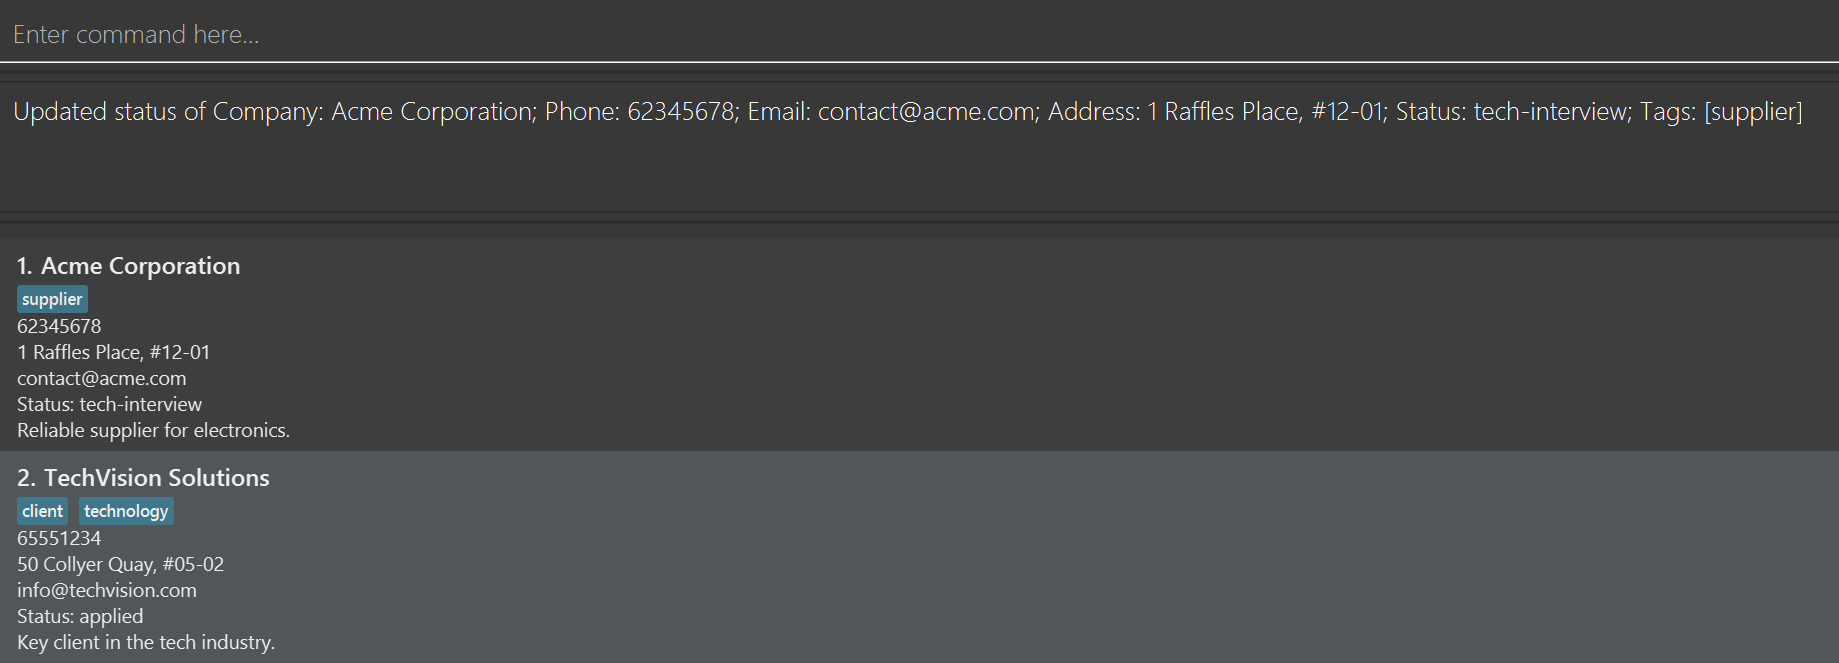 Enter command here...
Updated status of Company: Acme Corporation; Phone: 62345678; Email: contact@acme.com; Address: 1 Raffles Place, #12-01; Status: tech-interview; Tags: [supplier]
1. Acme Corporation
supplier
62345678
1 Raffles Place, #12-01
contact@acme.com
Status: tech-interview
Reliable supplier for electronics.
2. TechVision Solutions
client technology
65551234
50 Collyer Quay, #05-02
info@techvision.com
Status: applied
Key client in the tech industry.